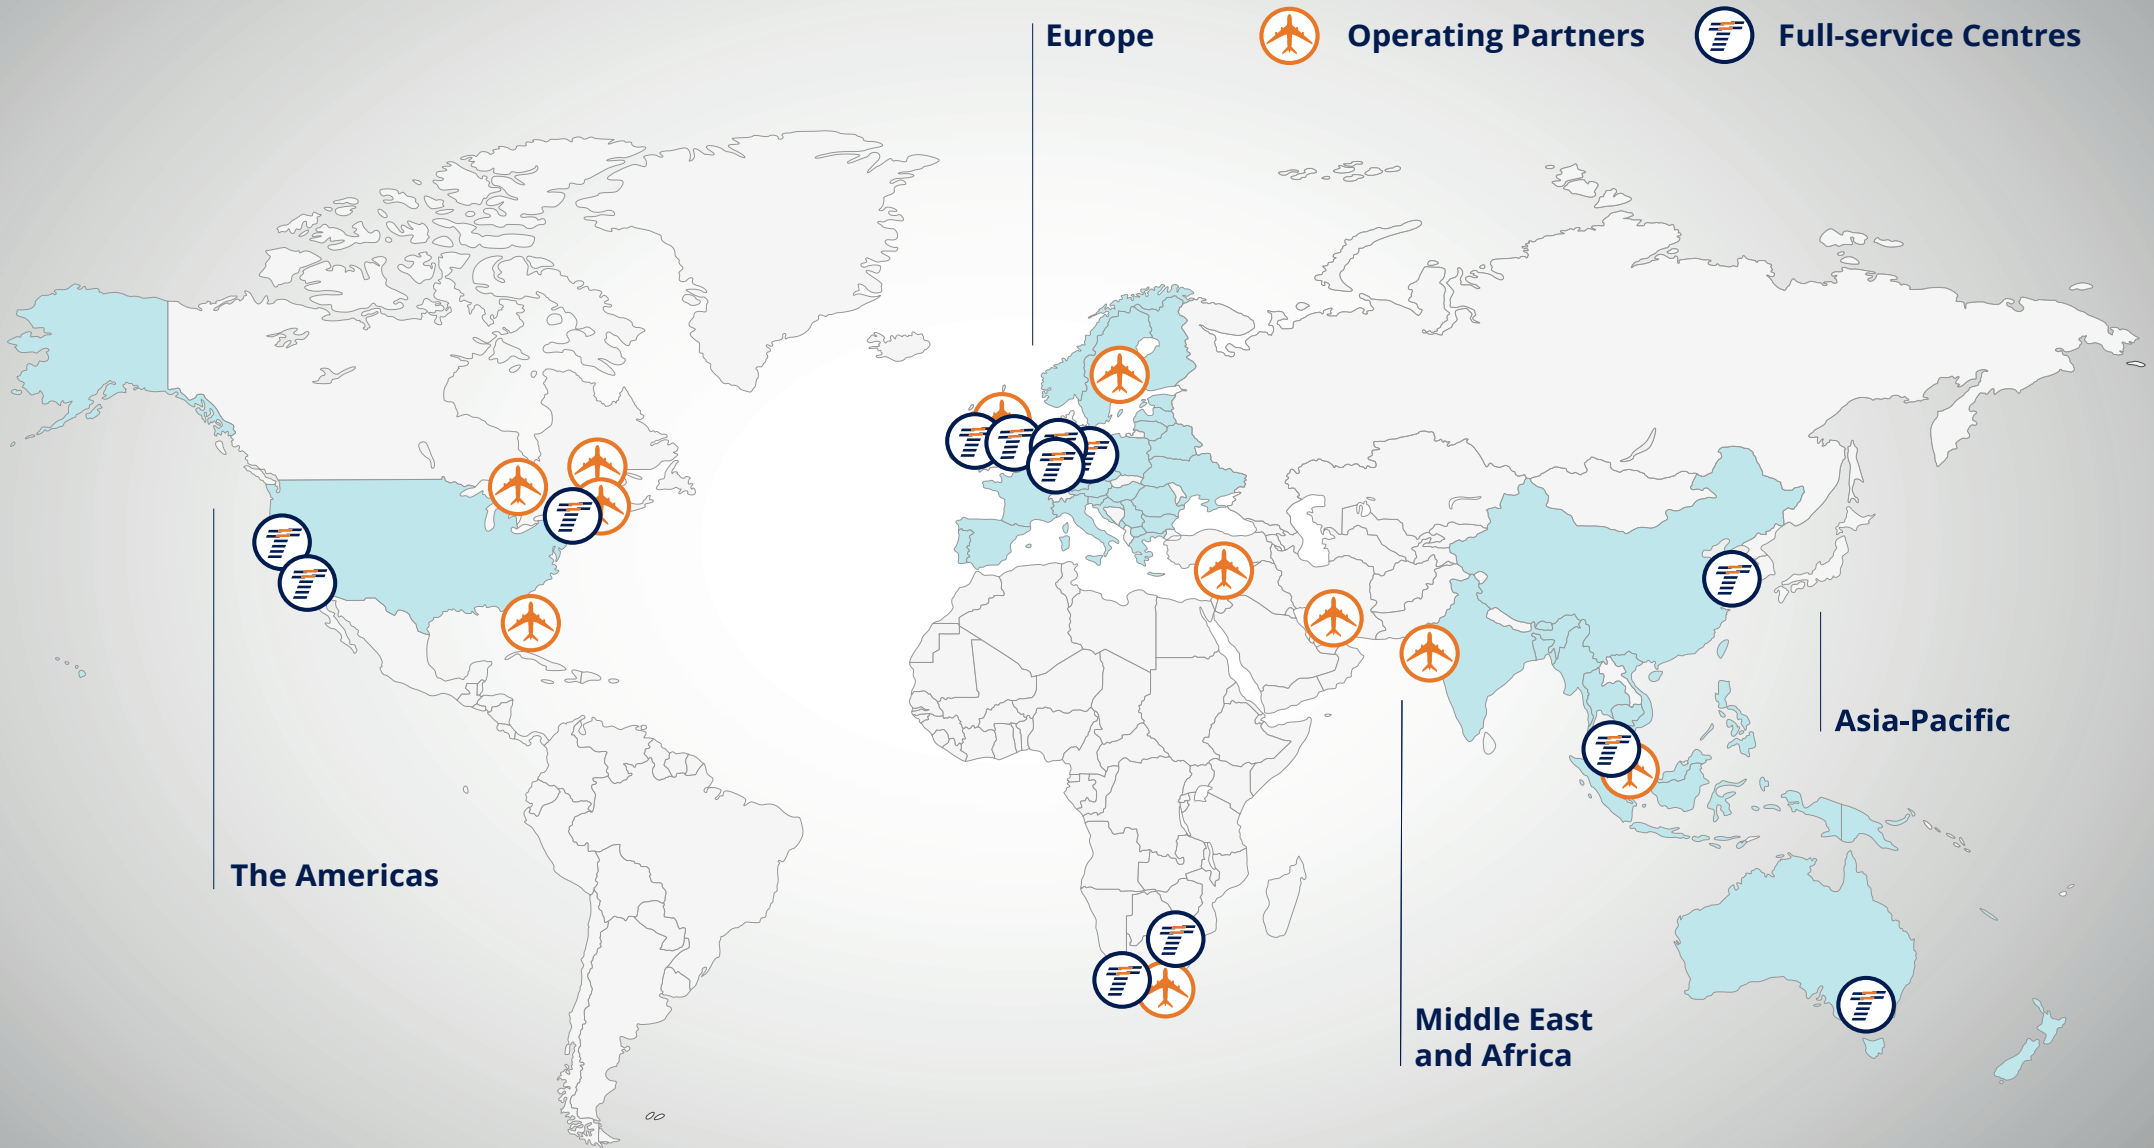 Europe
Operating Partners
Full-service Centres
Asia-Pacific
The Americas
Middle East
and Africa